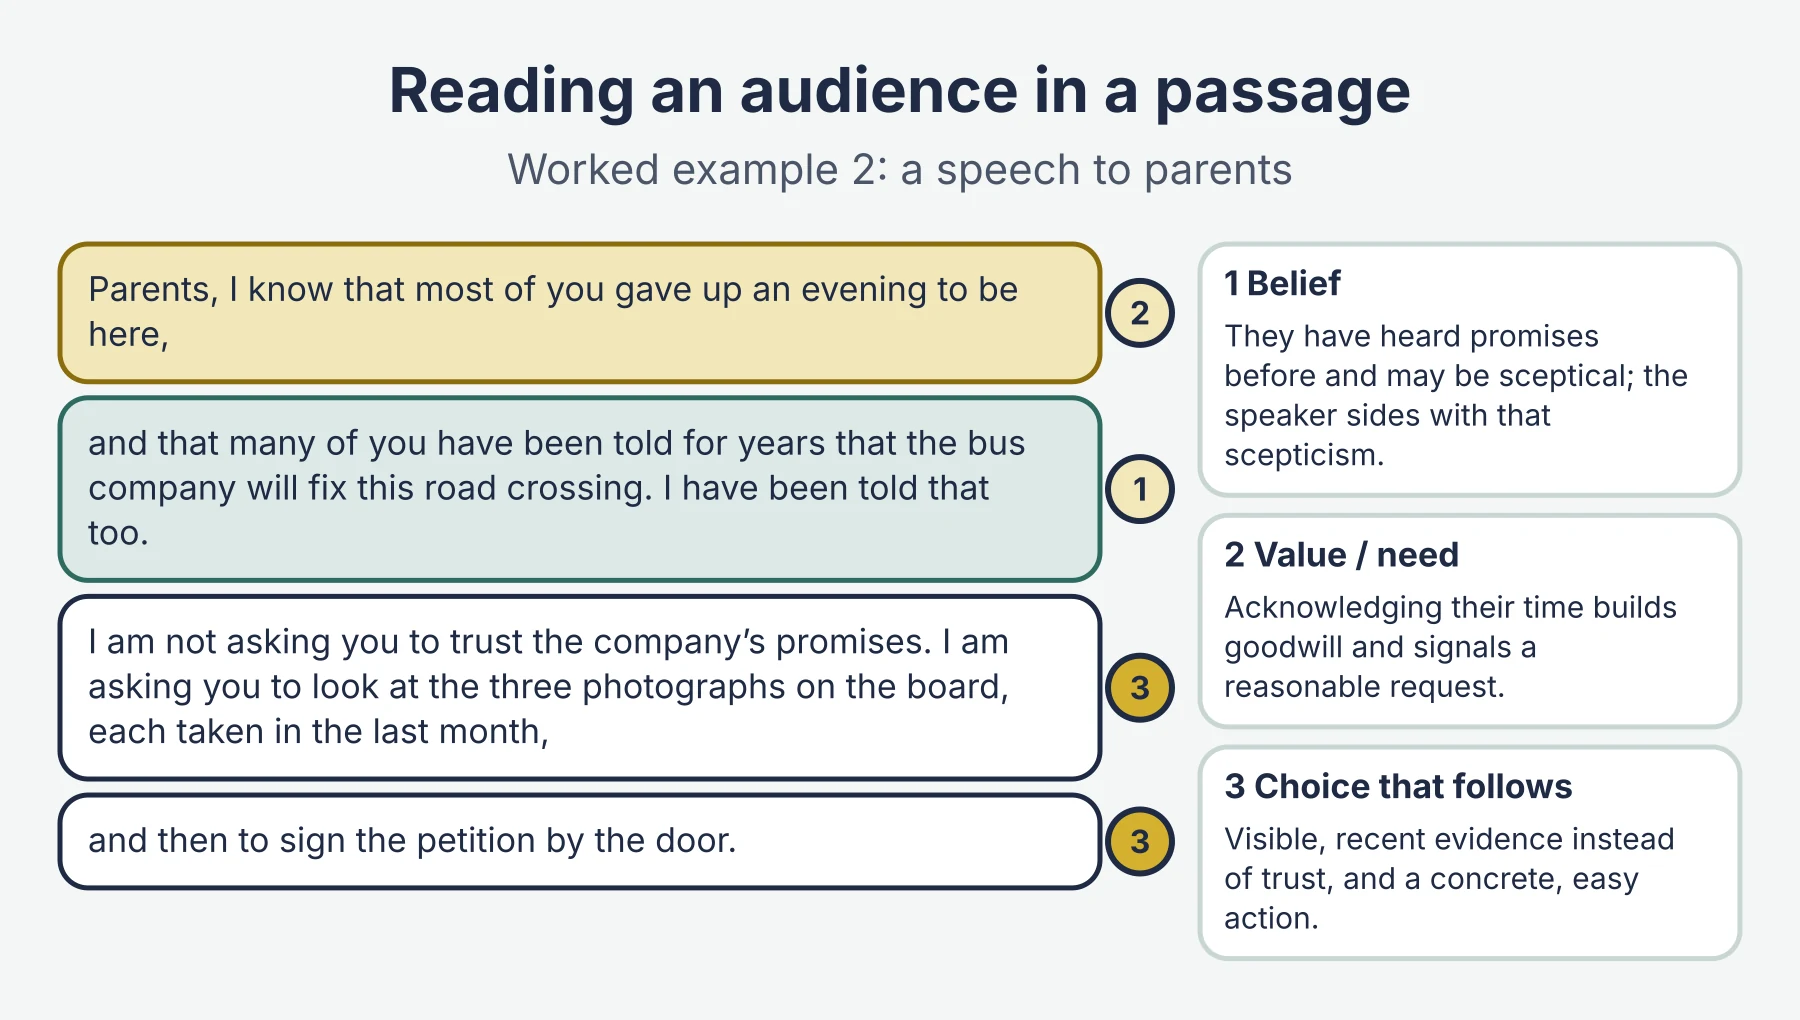 Reading an audience in a passage
Worked example 2: a speech to parents
Parents, I know that most of you gave up an evening to be
here,
2
and that many of you have been told for years that the bus
company will fix this road crossing. I have been told that
too.
1
I am not asking you to trust the company’s promises. I am
asking you to look at the three photographs on the board,
each taken in the last month,
3
and then to sign the petition by the door.
3
1 Belief
They have heard promises
before and may be sceptical; the
speaker sides with that
scepticism.
2 Value / need
Acknowledging their time builds
goodwill and signals a
reasonable request.
3 Choice that follows
Visible, recent evidence instead
of trust, and a concrete, easy
action.